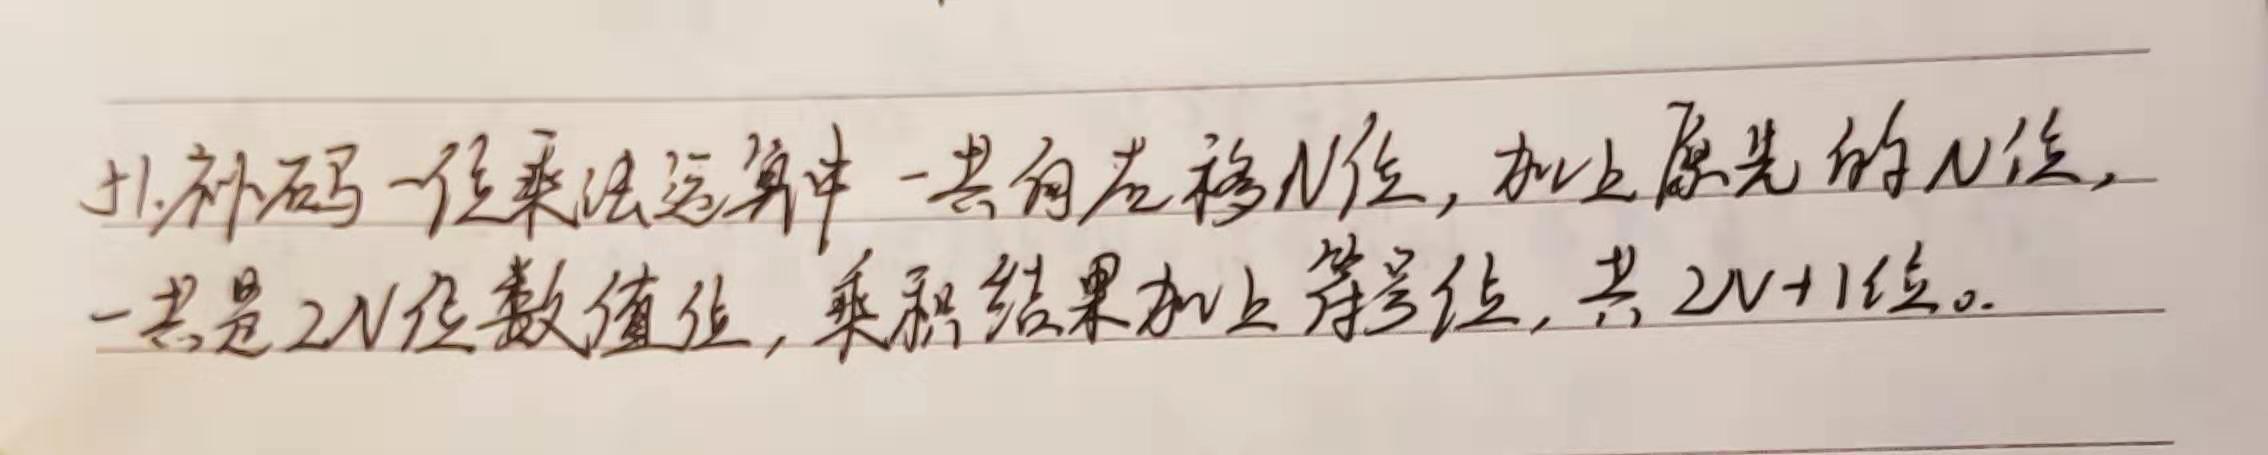 51.补码一位乘法运算中一共向右移N位,加上原先的N位,
一共是2N位数值位,乘积结果加上符号位,共2N+1位。